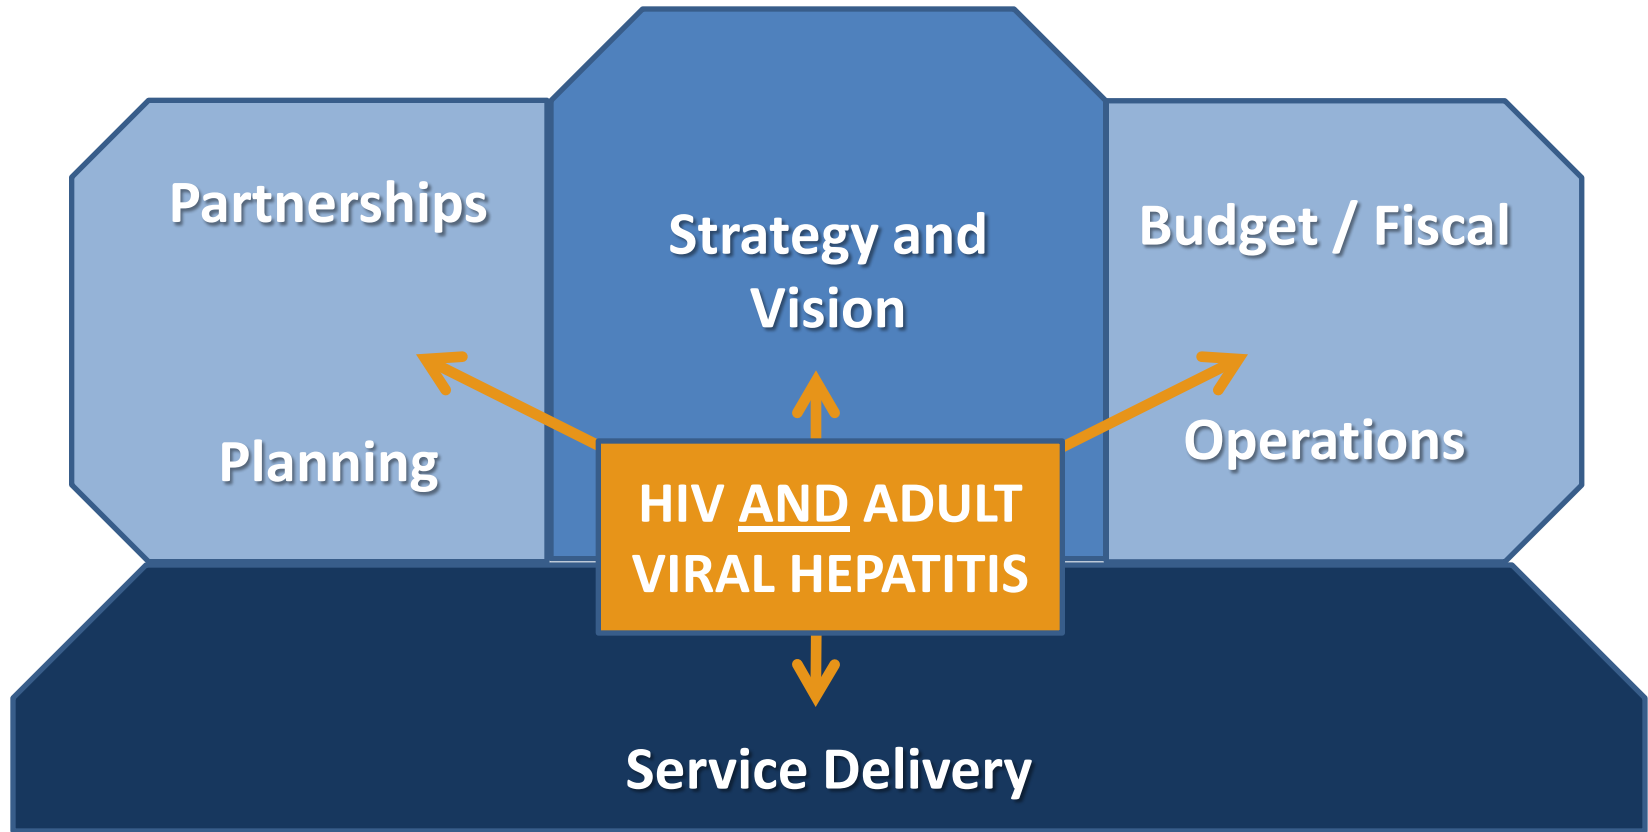 Partnerships
Planning
Strategy and
Vision
Budget / Fiscal
Operations
HIV AND ADULT
VIRAL HEPATITIS
Service Delivery